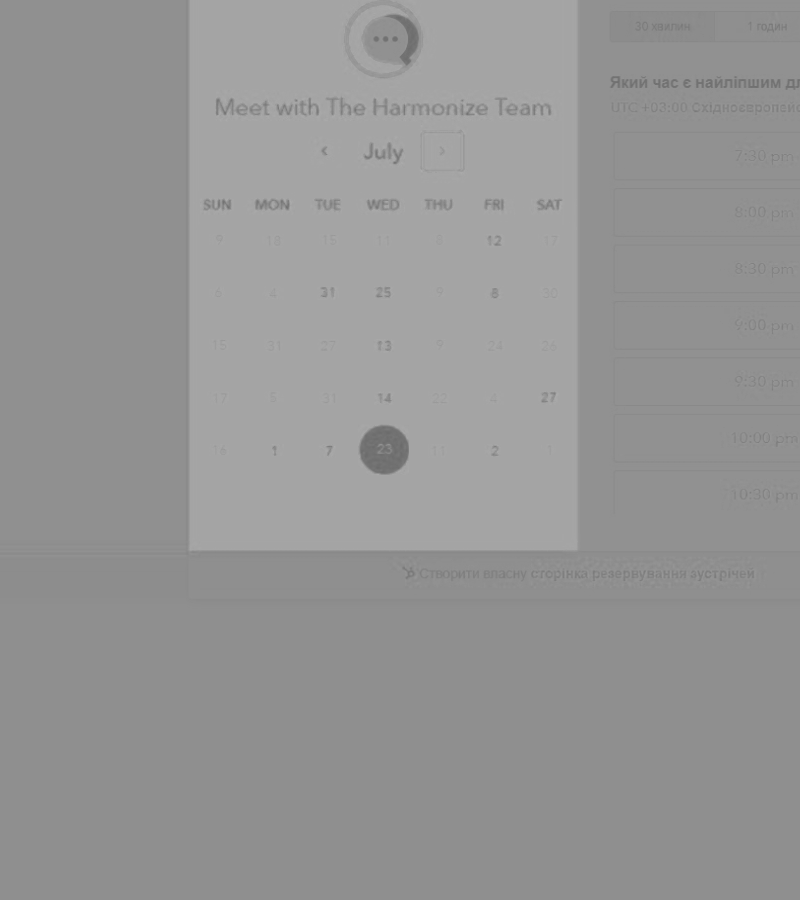 30 хвилин 1 годин
Який час є найліпшим дл
UTC +03:00 Східноєвропейс
Meet with The Harmonize Team
July
SUN MON TUE WED THU FRI SAT
9 15 11 12 17
6 4 31 25 9 8 30
15 31 27 13 9 24 26
17 31 14 22 4 27
1 7 23 11 2 1
7:30 pm
8:00 pm
8:30 pm
9:00 pm
9:30 pm
10:00 pm
10:30 pm
Створити власну сторінка резервування зустрічей